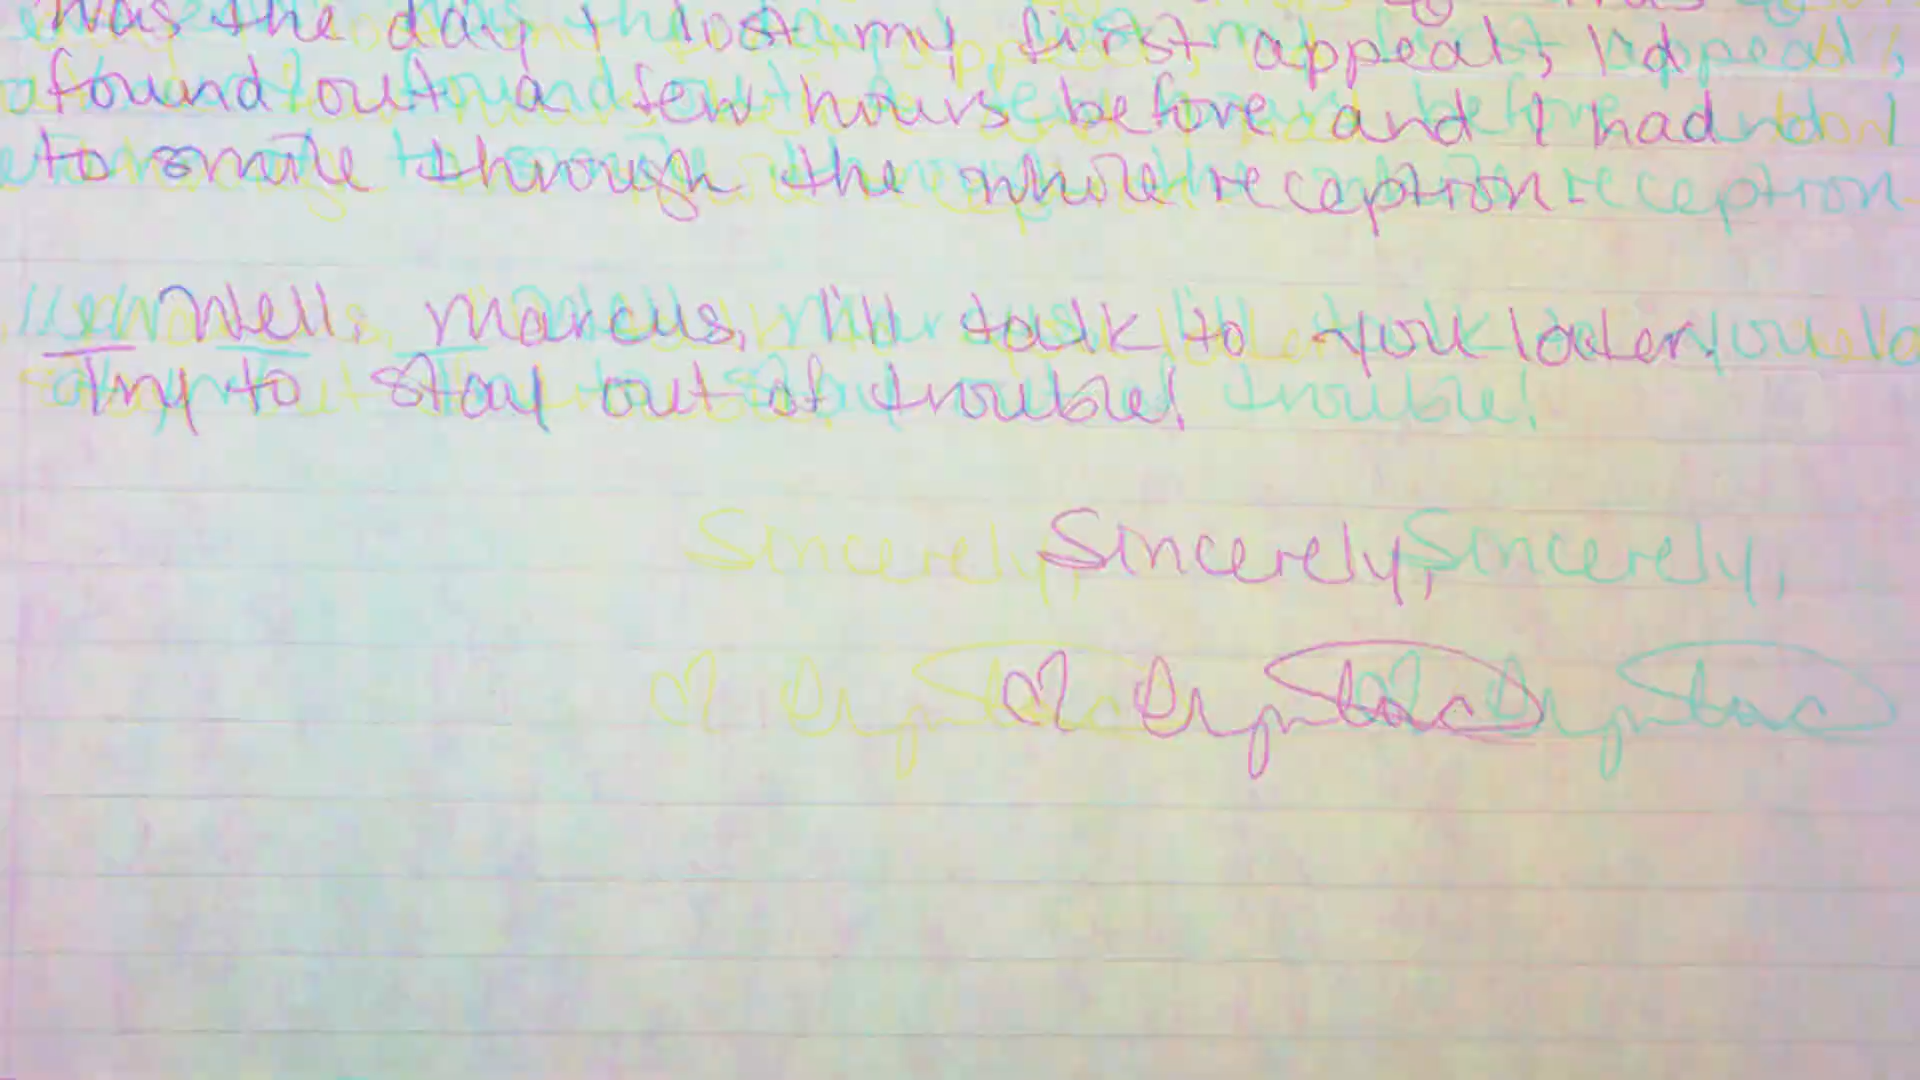 was the day I lost my first appeal, I
found out a few hours before and I had
to smile through the whole reception
Well, Marcus, I'll talk to you later.
Try to stay out of trouble!
Sincerely,